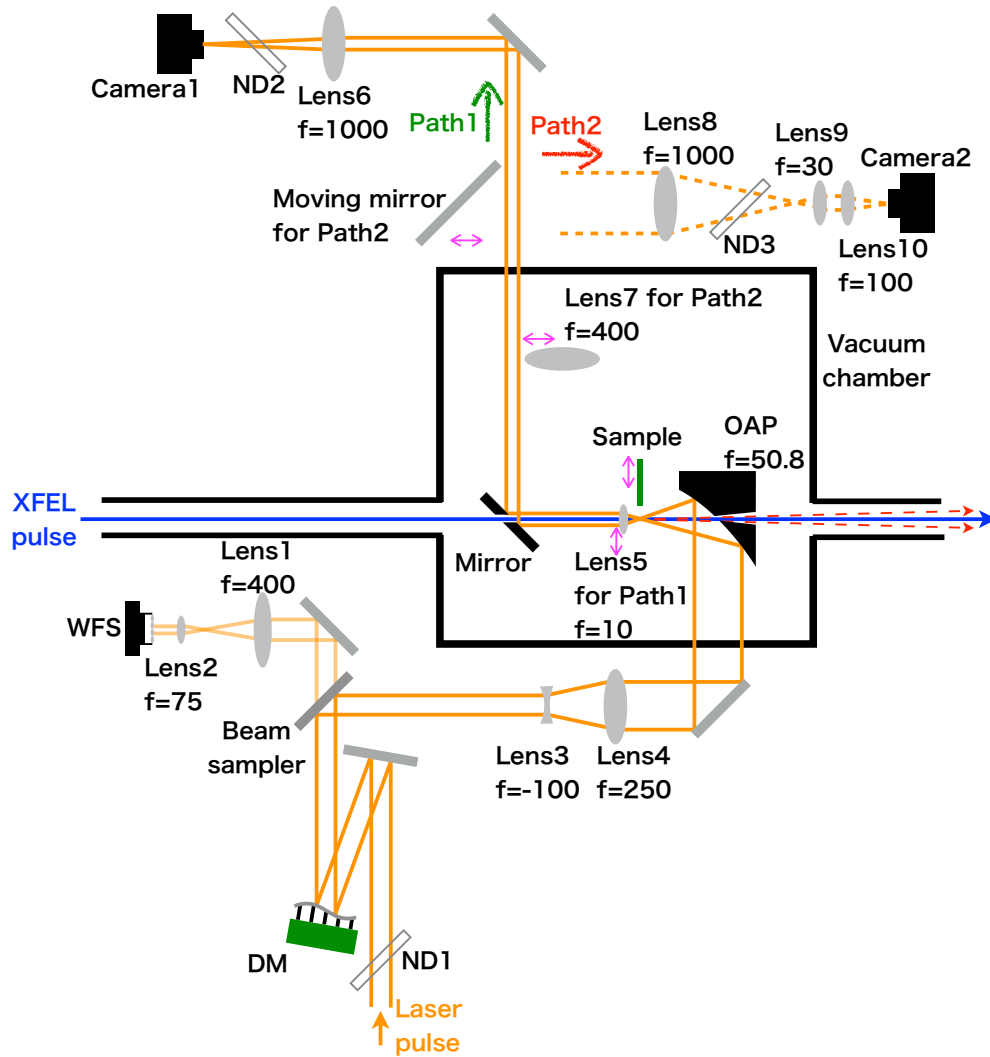 Camera1
ND2
Lens6
f=1000
Path1
Path2
Lens8
f=1000
Lens9
f=30
Camera2
Moving mirror
for Path2
ND3
Lens10
f=100
Lens7 for Path2
f=400
Vacuum
chamber
Sample
OAP
f=50.8
XFEL
pulse
Mirror
Lens5
for Path1
f=10
Lens1
f=400
WFS
Lens2
f=75
Beam
sampler
Lens3
f=-100
Lens4
f=250
DM
ND1
Laser
pulse